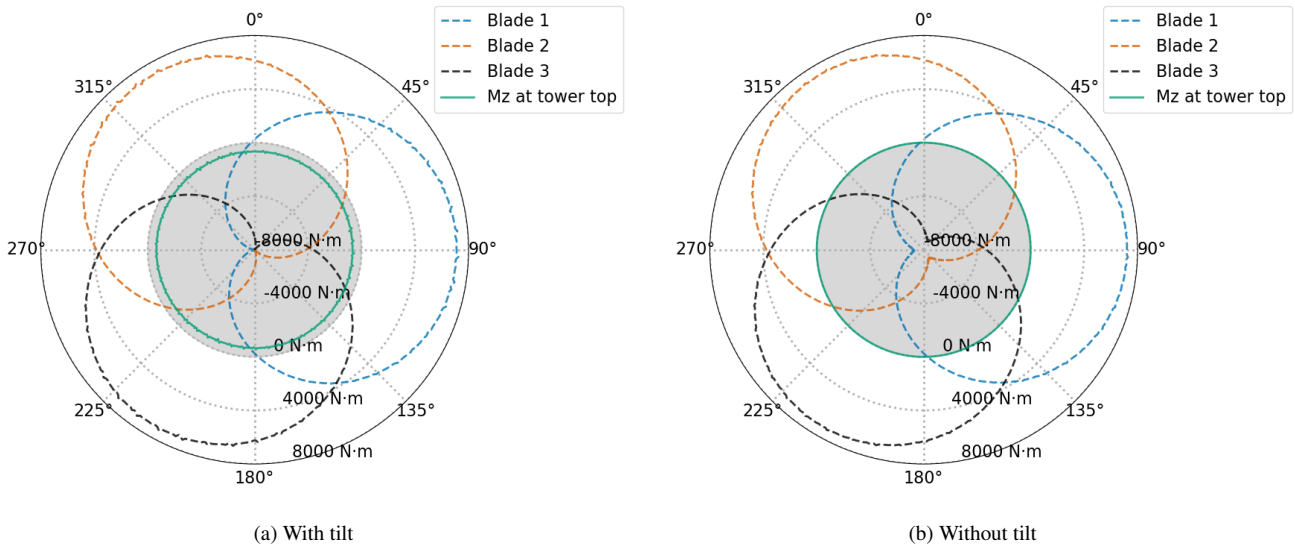 0°
45°
90°
135°
180°
225°
270°
315°
-8000 N·m
-4000 N·m
0 N·m
4000 N·m
8000 N·m
Blade 1
Blade 2
Blade 3
Mz at tower top
(a) With tilt
0°
45°
90°
135°
180°
225°
270°
315°
-8000 N·m
-4000 N·m
0 N·m
4000 N·m
8000 N·m
Blade 1
Blade 2
Blade 3
Mz at tower top
(b) Without tilt